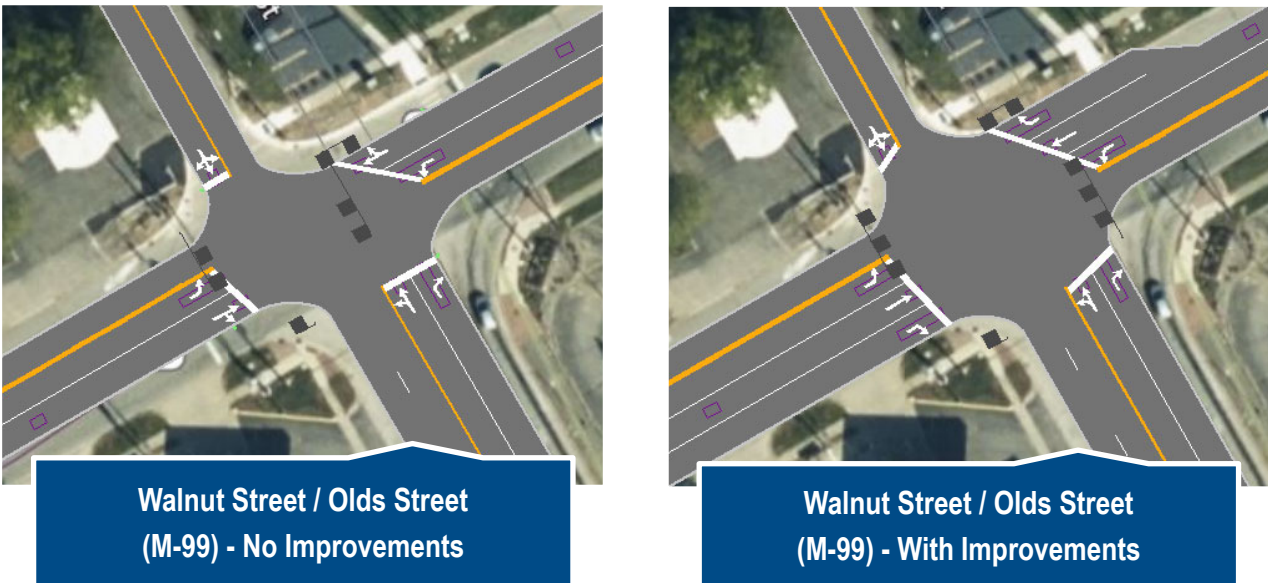 Walnut Street / Olds Street
(M-99) - No Improvements
Walnut Street / Olds Street
(M-99) - With Improvements